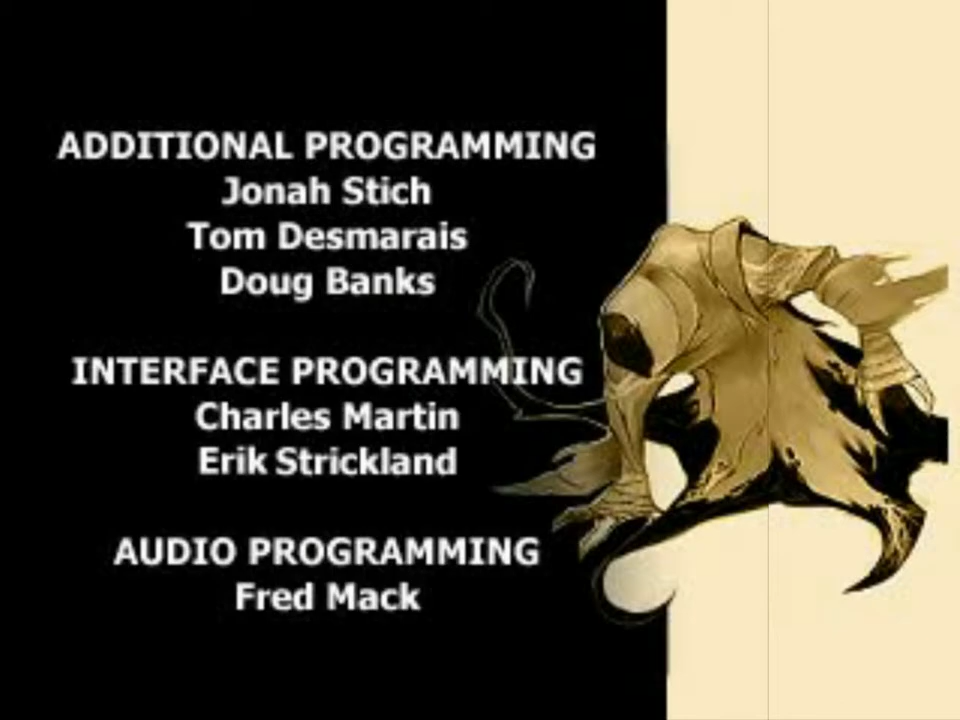 ADDITIONAL PROGRAMMING
Jonah Stich
Tom Desmarais
Doug Banks
INTERFACE PROGRAMMING
Charles Martin
Erik Strickland
AUDIO PROGRAMMING
Fred Mack